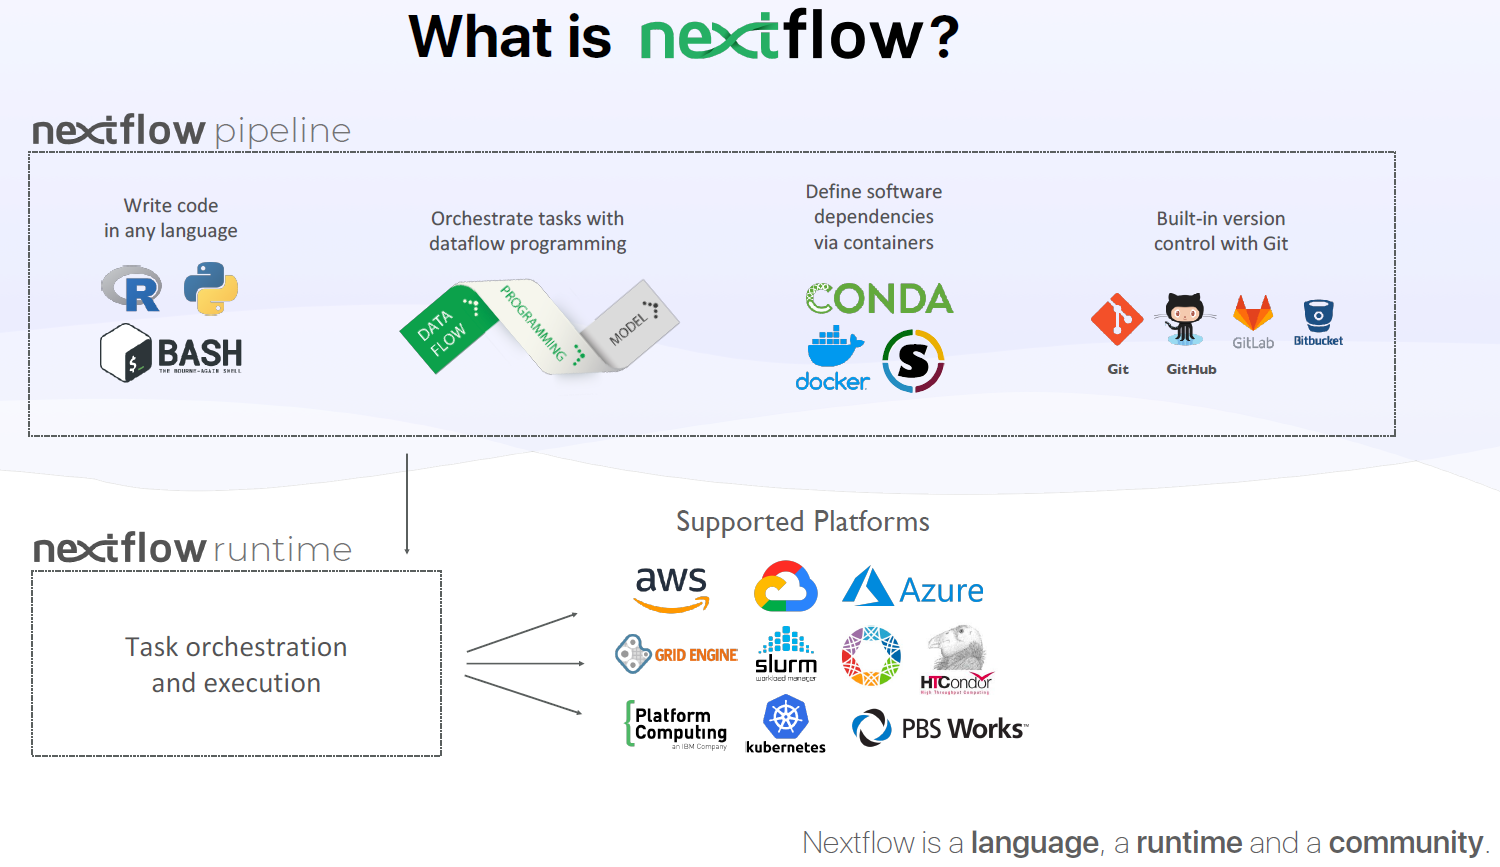 What is nextflow?
nextflow pipeline
Write code
in any language
R
BASH
THE BOURNE-AGAIN SHELL
Orchestrate tasks with
dataflow programming
DATA
FLOW
PROGRAMMING
MODEL
Define software
dependencies
via containers
CONDA
docker
S
Built-in version
control with Git
Git
GitHub
GitLab
Bitbucket
nextflow runtime
Task orchestration
and execution
Supported Platforms
aws
Azure
GRID ENGINE
slurm
workload manager
HTCondor
High Throughput Computing
Platform
Computing
an IBM Company
kubernetes
PBS Works™
Nextflow is a language, a runtime and a community.